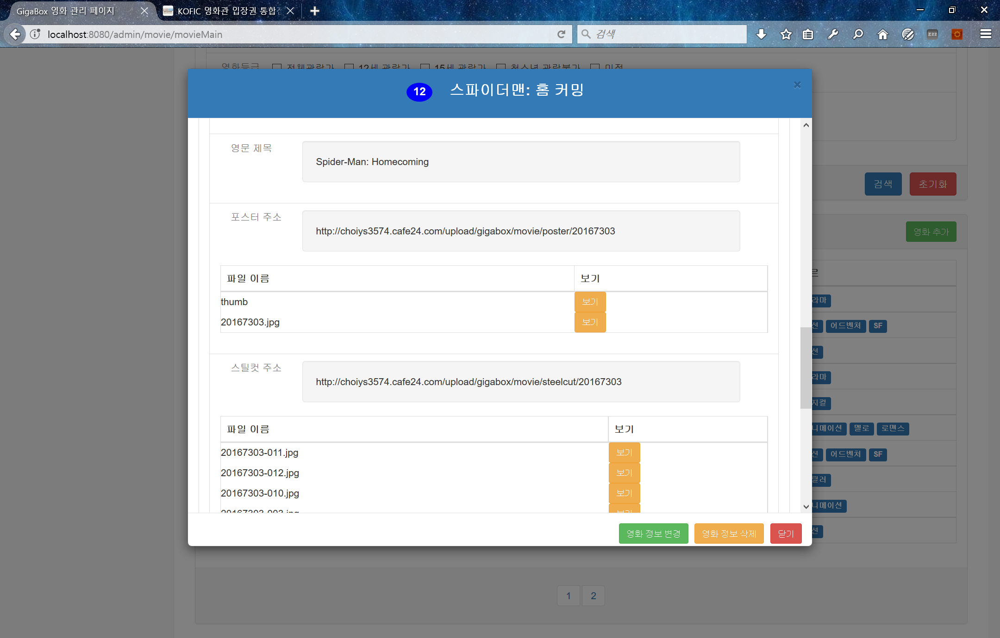 GigaBox 영화 관리 페이지
KOFIC 영화관 입장권 통합
localhost:8080/admin/movie/movieMain
검색
zzz
영화등급 전체관람가 12세 관람가 15세 관람가 청소년 관람불가 미정
12 스파이더맨: 홈 커밍 ×
영문 제목 Spider-Man: Homecoming
검색 초기화
포스터 주소 http://choiys3574.cafe24.com/upload/gigabox/movie/poster/20167303
영화 추가
파일 이름 보기
르
thumb 보기
라마
20167303.jpg 보기
션 어드벤처 SF
션
스틸컷 주소 http://choiys3574.cafe24.com/upload/gigabox/movie/steelcut/20167303
라마
지컬
파일 이름 보기
니메이션 멜로 로맨스
20167303-011.jpg 보기
션 어드벤처 SF
20167303-012.jpg 보기
릴러
20167303-010.jpg 보기
니메이션
20167303-003.jpg 보기
션
영화 정보 변경 영화 정보 삭제 닫기
1 2